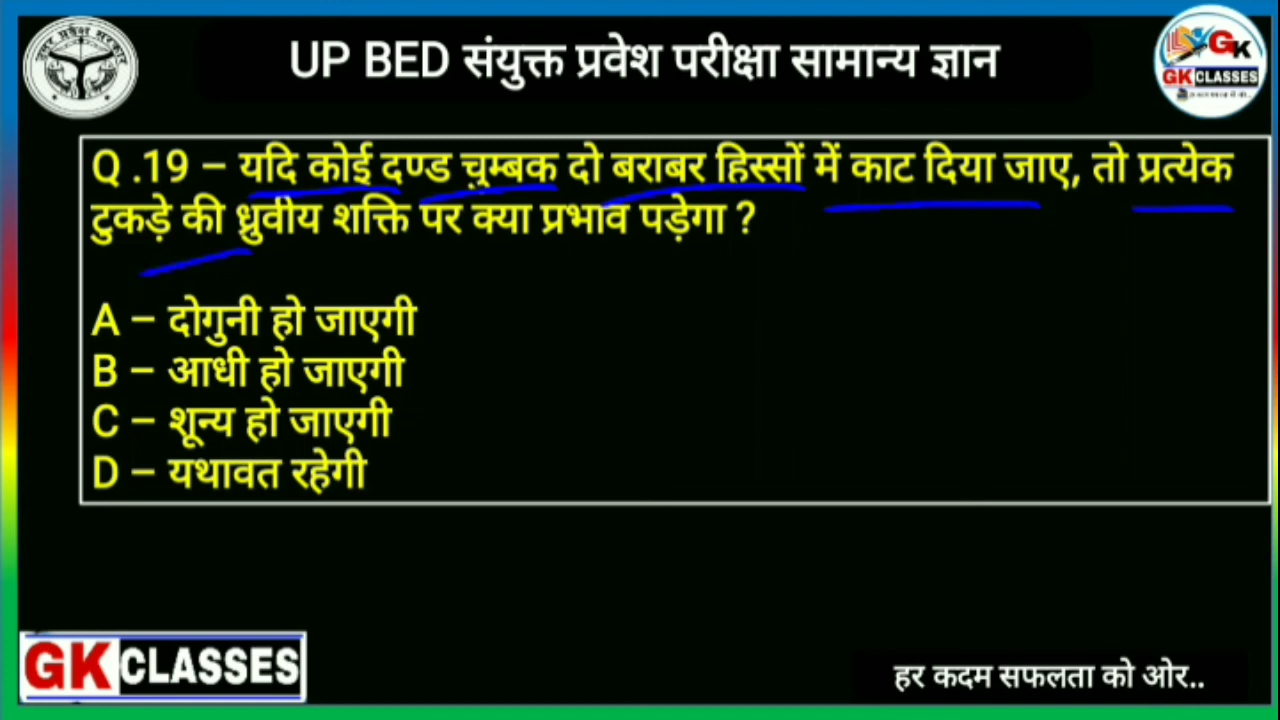 UP BED संयुक्त प्रवेश परीक्षा सामान्य ज्ञान
GK
GK CLASSES
Q .19 – यदि कोई दण्ड चुम्बक दो बराबर हिस्सों में काट दिया जाए, तो प्रत्येक
टुकड़े की ध्रुवीय शक्ति पर क्या प्रभाव पड़ेगा ?
A – दोगुनी हो जाएगी
B – आधी हो जाएगी
C – शून्य हो जाएगी
D – यथावत रहेगी
GK CLASSES
हर कदम सफलता को ओर..